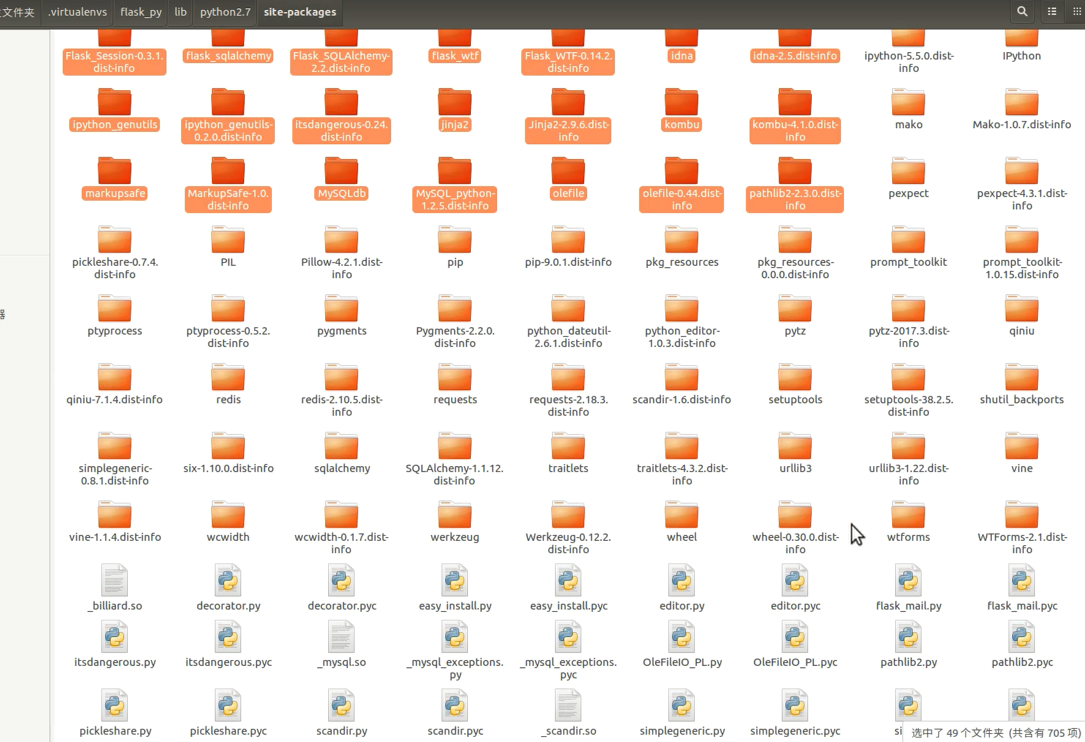 文件夹 .virtualenvs flask_py lib python2.7 site-packages
Flask_Session-0.3.1. flask_sqlalchemy Flask_SQLAlchemy- flask_wtf Flask_WTF-0.14.2. idna idna-2.5.dist-info ipython-5.5.0.dist- IPython
dist-info 2.2.dist-info dist-info info
ipython_genutils ipython_genutils- itsdangerous-0.24. jinja2 Jinja2-2.9.6.dist- kombu kombu-4.1.0.dist- mako Mako-1.0.7.dist-info
0.2.0.dist-info dist-info info info
markupsafe MarkupSafe-1.0. MySQLdb MySQL_python- olefile olefile-0.44.dist- pathlib2-2.3.0.dist- pexpect pexpect-4.3.1.dist-
dist-info 1.2.5.dist-info info info info
pickleshare-0.7.4. PIL Pillow-4.2.1.dist- pip pip-9.0.1.dist-info pkg_resources pkg_resources- prompt_toolkit prompt_toolkit-
dist-info info 0.0.0.dist-info 1.0.15.dist-info
ptyprocess ptyprocess-0.5.2. pygments Pygments-2.2.0. python_dateutil- python_editor- pytz pytz-2017.3.dist- qiniu
dist-info dist-info 2.6.1.dist-info 1.0.3.dist-info info
qiniu-7.1.4.dist-info redis redis-2.10.5.dist- requests requests-2.18.3. scandir-1.6.dist-info setuptools setuptools-38.2.5. shutil_backports
info dist-info dist-info
simplegeneric- six-1.10.0.dist-info sqlalchemy SQLAlchemy-1.1.12. traitlets traitlets-4.3.2.dist- urllib3 urllib3-1.22.dist- vine
0.8.1.dist-info dist-info info info
vine-1.1.4.dist-info wcwidth wcwidth-0.1.7.dist- werkzeug Werkzeug-0.12.2. wheel wheel-0.30.0.dist- wtforms WTForms-2.1.dist-
info dist-info info info
_billiard.so decorator.py decorator.pyc easy_install.py easy_install.pyc editor.py editor.pyc flask_mail.py flask_mail.pyc
itsdangerous.py itsdangerous.pyc _mysql.so _mysql_exceptions. _mysql_exceptions. OleFileIO_PL.py OleFileIO_PL.pyc pathlib2.py pathlib2.pyc
py pyc
pickleshare.py pickleshare.pyc scandir.py scandir.pyc _scandir.so simplegeneric.py simplegeneric.pyc
选中了 49 个文件夹 (共含有 705 项)